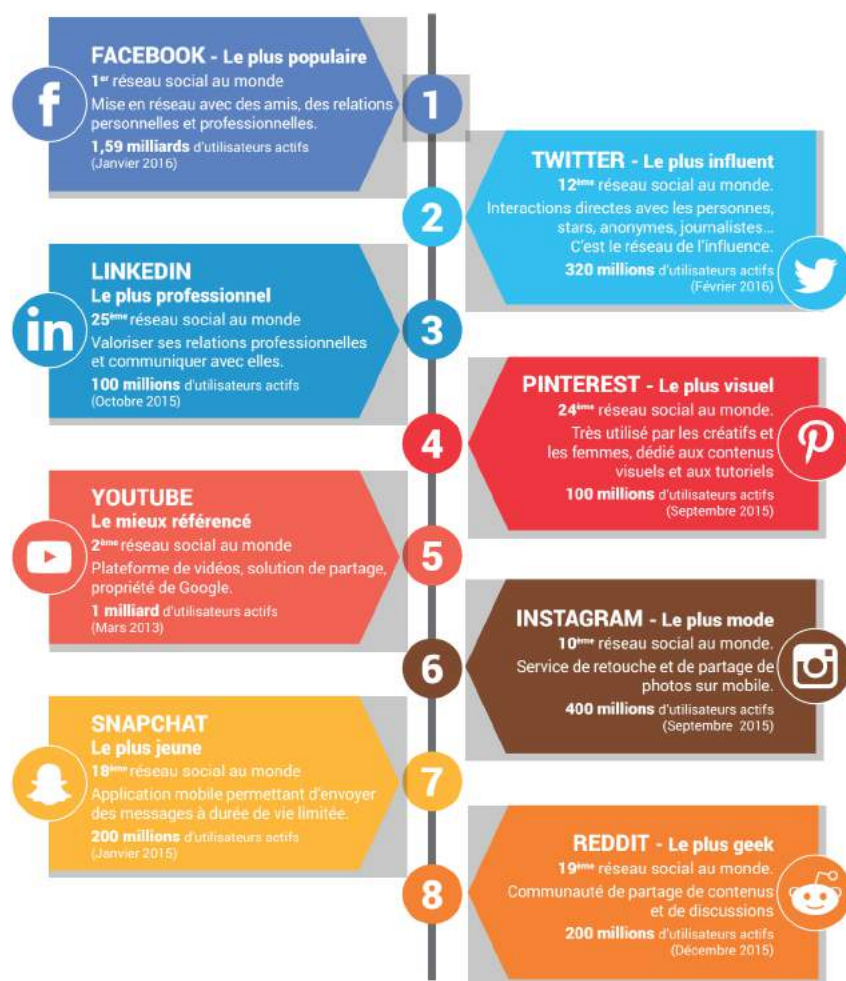 FACEBOOK - Le plus populaire
1er réseau social au monde
Mise en réseau avec des amis, des relations
personnelles et professionnelles.
1,59 milliards d'utilisateurs actifs
(Janvier 2016)
1
TWITTER - Le plus influent
12ème réseau social au monde.
Interactions directes avec les personnes,
stars, anonymes, journalistes...
C'est le réseau de l'influence.
320 millions d'utilisateurs actifs
(Février 2016)
2
LINKEDIN
Le plus professionnel
25ème réseau social au monde
Valoriser ses relations professionnelles
et communiquer avec elles.
100 millions d'utilisateurs actifs
(Octobre 2015)
in
3
PINTEREST - Le plus visuel
24ème réseau social au monde.
Très utilisé par les créatifs et
les femmes, dédié aux contenus
visuels et aux tutoriels
100 millions d'utilisateurs actifs
(Septembre 2015)
4
YOUTUBE
Le mieux référencé
2ème réseau social au monde
Plateforme de vidéos, solution de partage,
propriété de Google.
1 milliard d'utilisateurs actifs
(Mars 2013)
5
INSTAGRAM - Le plus mode
10ème réseau social au monde.
Service de retouche et de partage de
photos sur mobile.
400 millions d'utilisateurs actifs
(Septembre 2015)
6
SNAPCHAT
Le plus jeune
18ème réseau social au monde
Application mobile permettant d'envoyer
des messages à durée de vie limitée.
200 millions d'utilisateurs actifs
(Janvier 2015)
7
REDDIT - Le plus geek
19ème réseau social au monde.
Communauté de partage de contenus
et de discussions
200 millions d'utilisateurs actifs
(Décembre 2015)
8